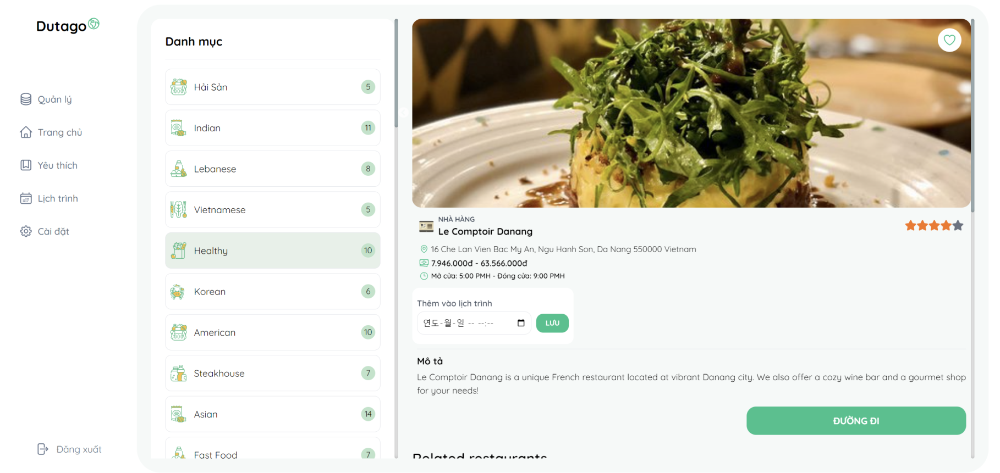 Dutago
Quản lý
Trang chủ
Yêu thích
Lịch trình
Cài đặt
Đăng xuất
Danh mục
Hải Sản 5
Indian 11
Lebanese 8
Vietnamese 5
Healthy 10
Korean 6
American 10
Steakhouse 7
Asian 14
Fast Food 7
NHÀ HÀNG
Le Comptoir Danang
16 Che Lan Vien Bac My An, Ngu Hanh Son, Da Nang 550000 Vietnam
7.946.000đ - 63.566.000đ
Mở cửa: 5:00 PMH - Đóng cửa: 9:00 PMH
Thêm vào lịch trình
연도-월-일 -- --:--
LƯU
Mô tả
Le Comptoir Danang is a unique French restaurant located at vibrant Danang city. We also offer a cozy wine bar and a gourmet shop
for your needs!
ĐƯỜNG ĐI
Related restaurants